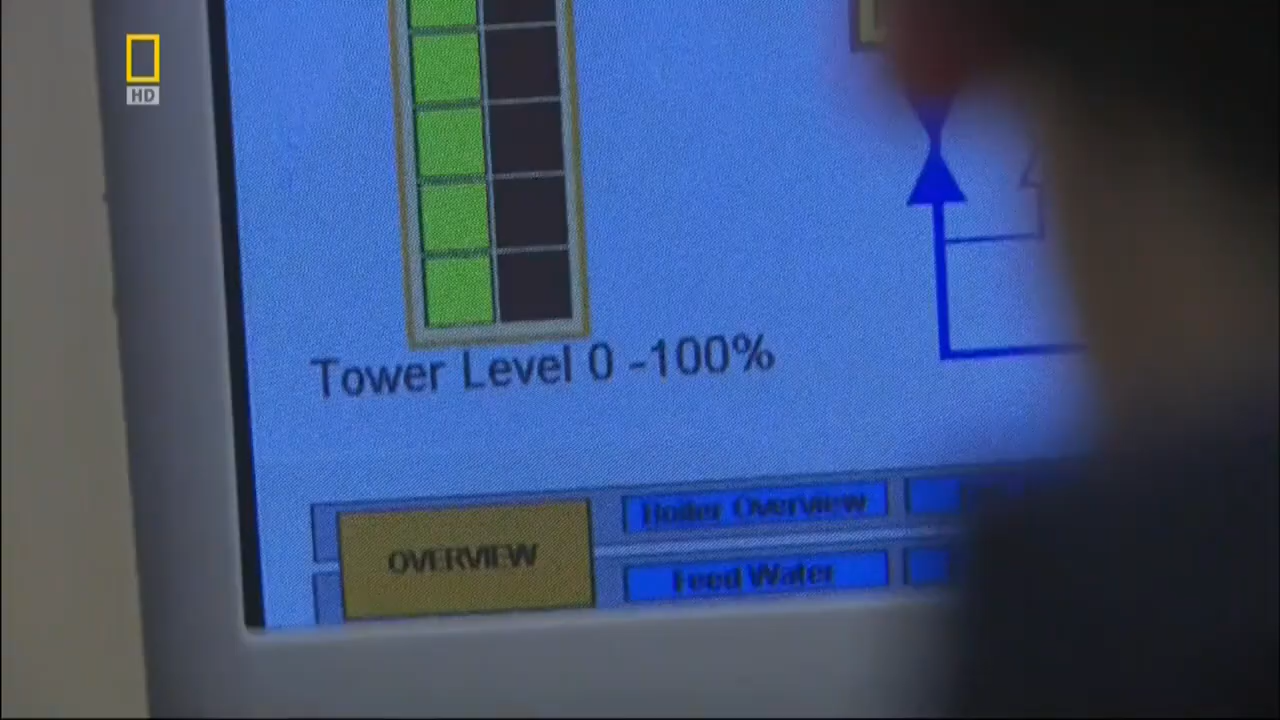 HD
Tower Level 0 -100%
Boiler Overview
OVERVIEW
Feed Water